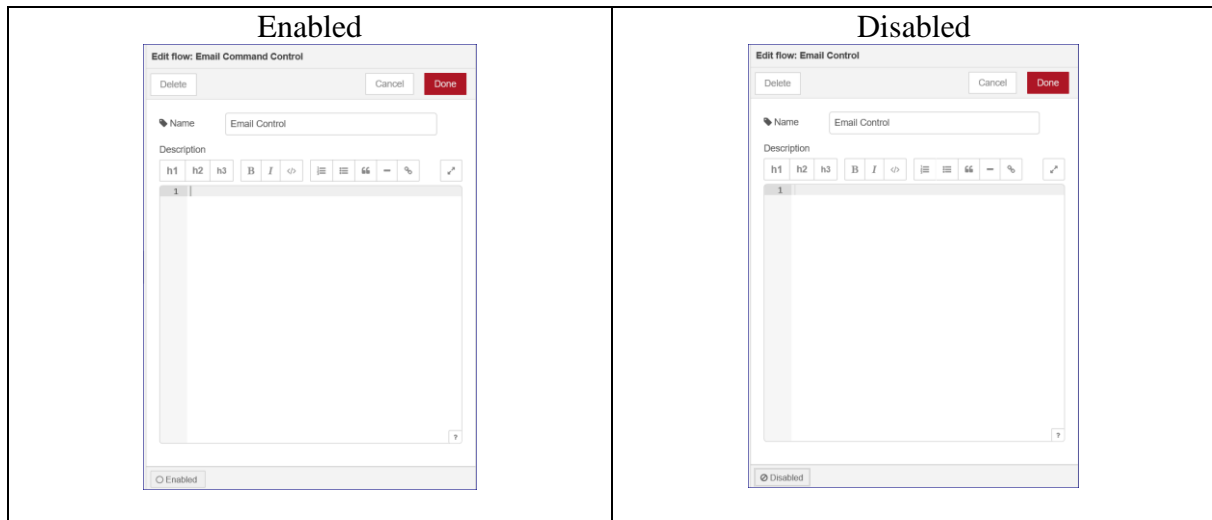 Enabled
Edit flow: Email Command Control
Delete Cancel Done
Name Email Control
Description
h1 h2 h3 B I </> “ − 
1
?
Enabled
Disabled
Edit flow: Email Control
Delete Cancel Done
Name Email Control
Description
h1 h2 h3 B I </> “ − 
1
?
Disabled